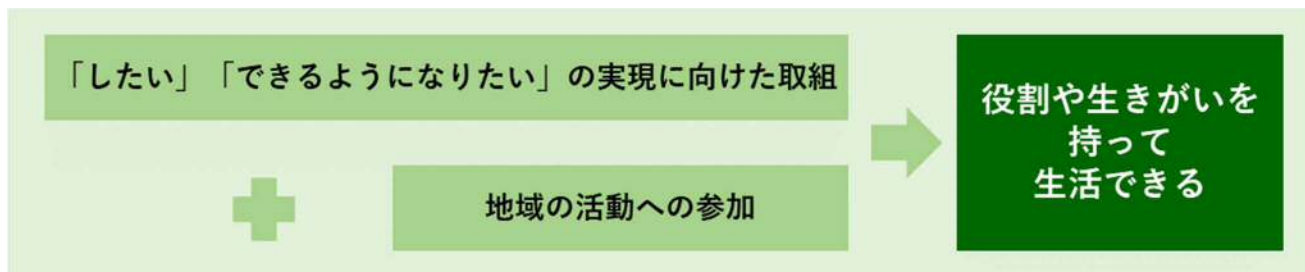 「したい」「できるようになりたい」の実現に向けた取組
地域の活動への参加
役割や生きがいを
持って
生活できる